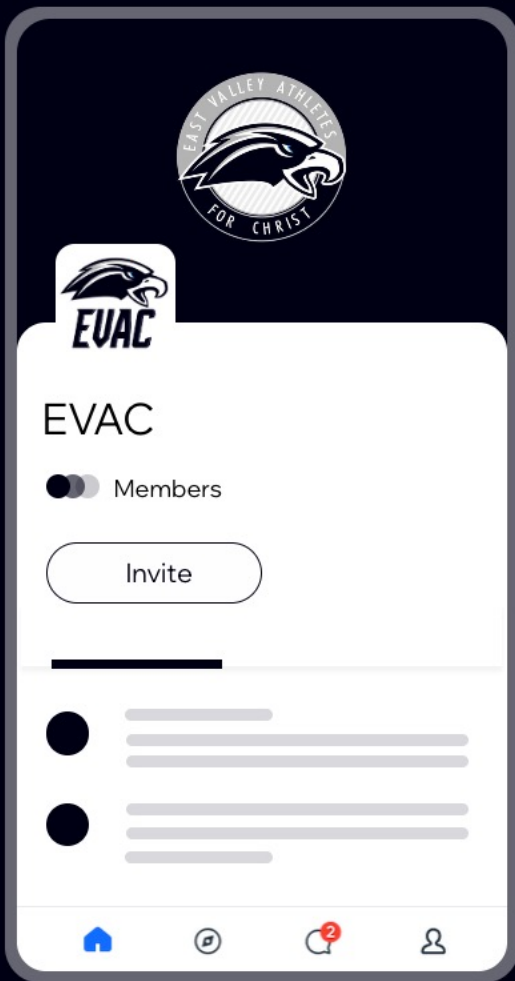 EAST VALLEY ATHLETES
FOR CHRIST
EVAC
EVAC
Members
Invite
2